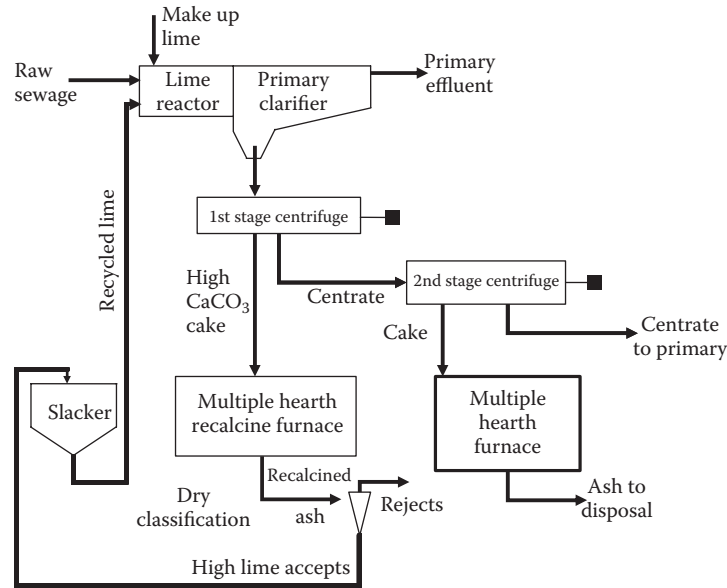 Make up
lime
Raw
sewage
Lime
reactor
Primary
clarifier
Primary
effluent
Recycled lime
1st stage centrifuge
High
CaCO₃
cake
Centrate
2nd stage centrifuge
Cake
Centrate
to primary
Slacker
Multiple hearth
recalcine furnace
Multiple
hearth
furnace
Recalcined
ash
Dry
classification
Rejects
Ash to
disposal
High lime accepts